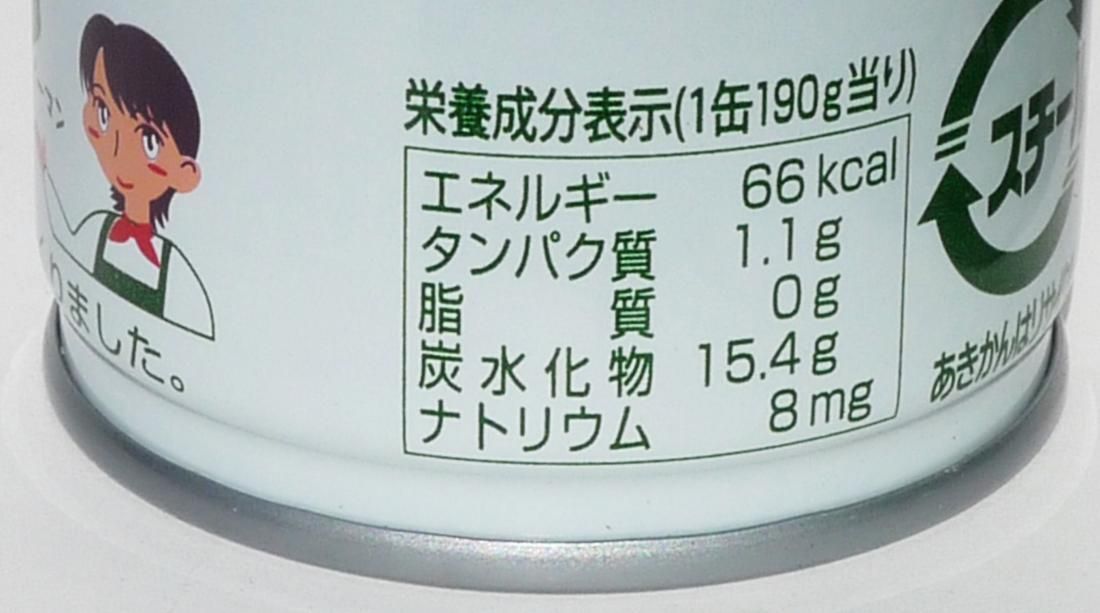 栄養成分表示(1缶190g当り)
エネルギー 66kcal
タンパク質 1.1g
脂質 0g
炭水化物 15.4g
ナトリウム 8mg
スチー
あきかんは
ました。